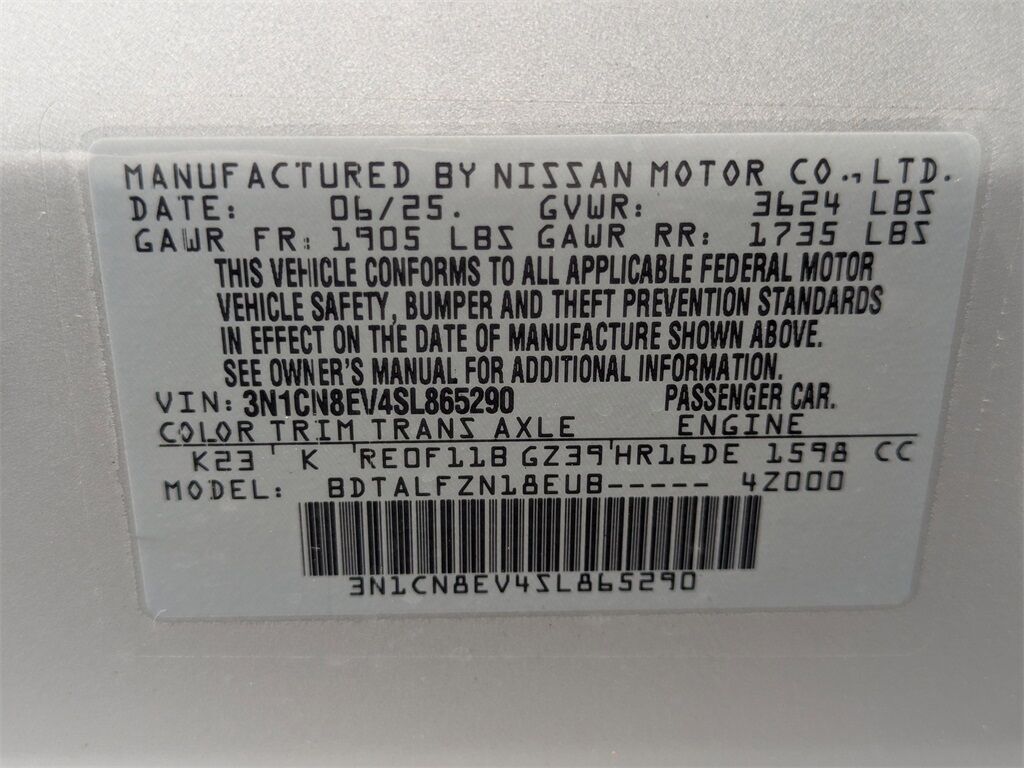 MANUFACTURED BY NISSAN MOTOR CO., LTD.
DATE: 06/25. GVWR: 3624 LBS
GAWR FR: 1905 LBS GAWR RR: 1735 LBS
THIS VEHICLE CONFORMS TO ALL APPLICABLE FEDERAL MOTOR
VEHICLE SAFETY, BUMPER AND THEFT PREVENTION STANDARDS
IN EFFECT ON THE DATE OF MANUFACTURE SHOWN ABOVE.
SEE OWNER'S MANUAL FOR ADDITIONAL INFORMATION.
VIN: 3N1CN8EV4SL865290 PASSENGER CAR.
COLOR TRIM TRANS AXLE ENGINE
K23 ' K 'RE0F11B GZ39'HR16DE 1598 CC
MODEL: BDTALFZN18EUB----- 4Z000
3N1CN8EV4SL865290